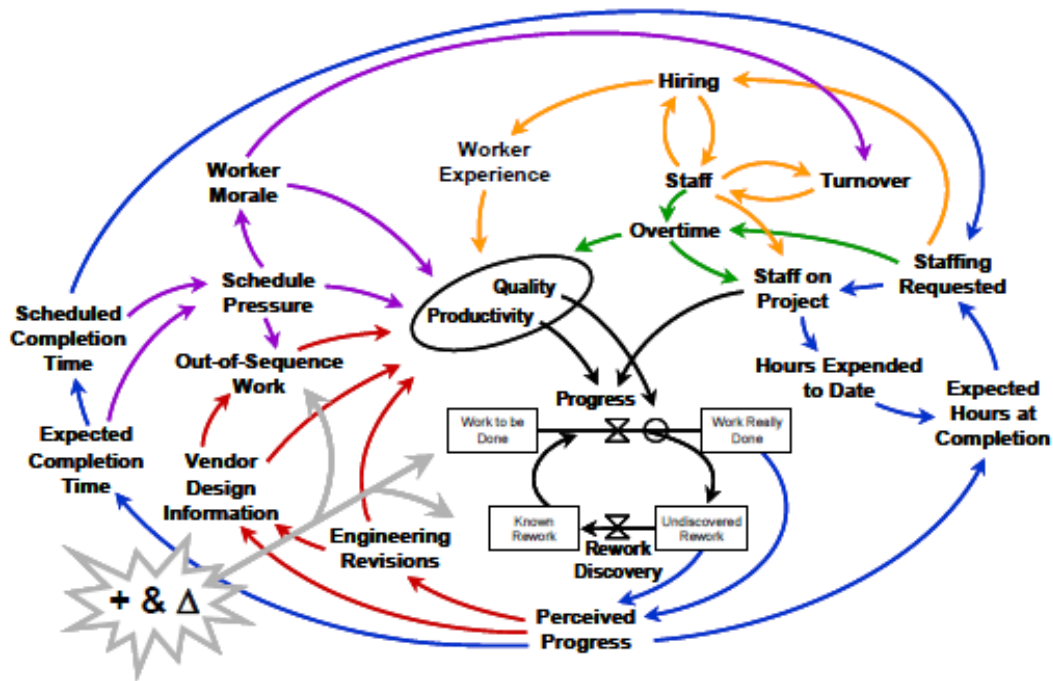 Hiring
Worker
Experience
Worker
Morale
Staff
Turnover
Overtime
Staffing
Requested
Schedule
Pressure
Quality
Productivity
Staff on
Project
Scheduled
Completion
Time
Out-of-Sequence
Work
Hours Expended
to Date
Expected
Hours at
Completion
Progress
Work to be
Done
Work Really
Done
Expected
Completion
Time
Vendor
Design
Information
Engineering
Revisions
Known
Rework
Undiscovered
Rework
Rework
Discovery
+ & Δ
Perceived
Progress